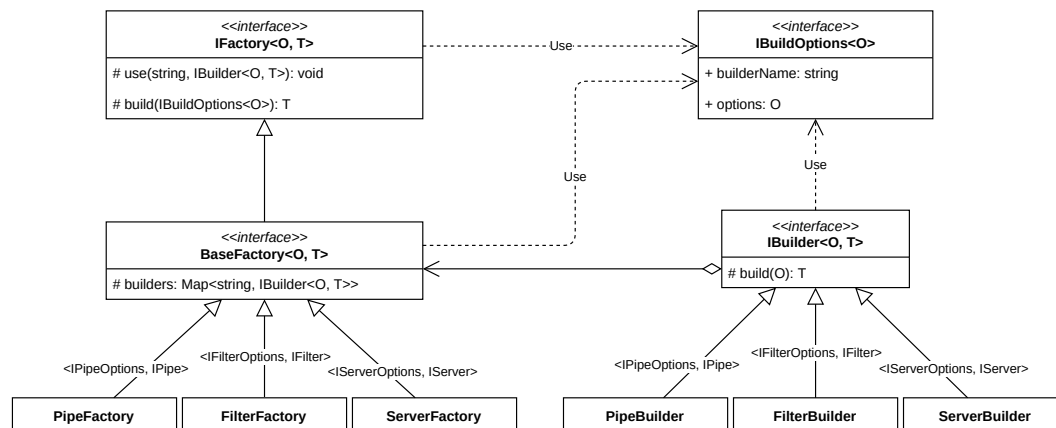 <<interface>>
IFactory<O, T>
# use(string, IBuilder<O, T>): void
# build(IBuildOptions<O>): T
Use
<<interface>>
IBuildOptions<O>
+ builderName: string
+ options: O
Use
Use
<<interface>>
BaseFactory<O, T>
# builders: Map<string, IBuilder<O, T>>
<<interface>>
IBuilder<O, T>
# build(O): T
<IPipeOptions, IPipe>
<IFilterOptions, IFilter>
<IServerOptions, IServer>
<IPipeOptions, IPipe>
<IFilterOptions, IFilter>
<IServerOptions, IServer>
PipeFactory
FilterFactory
ServerFactory
PipeBuilder
FilterBuilder
ServerBuilder